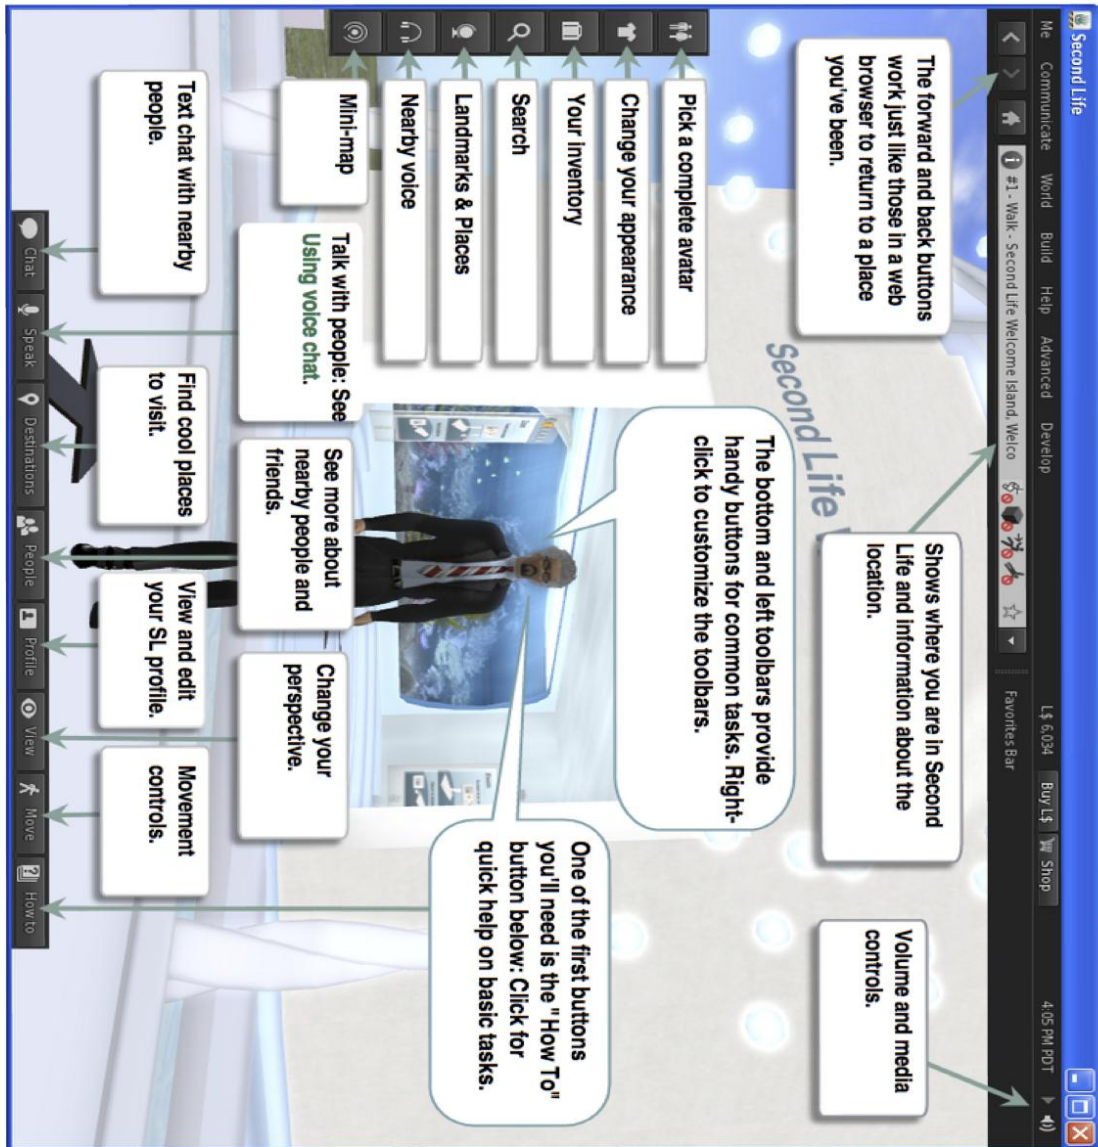 Second Life
Me Communicate World Build Help Advanced Develop
L$ 6,034 Buy L$ Shop 4:05 PM PDT
#1 - Walk - Second Life Welcome Island, Welco
Favorites Bar
The forward and back buttons
work just like those in a web
browser to return to a place
you've been.
Shows where you are in Second
Life and information about the
location.
Volume and media
controls.
Second Life
The bottom and left toolbars provide
handy buttons for common tasks. Right-
click to customize the toolbars.
One of the first buttons
you'll need is the "How To"
button below: Click for
quick help on basic tasks.
Pick a complete avatar
Change your appearance
Your inventory
Search
Landmarks & Places
Nearby voice
Mini-map
Talk with people: See
Using voice chat.
See more about
nearby people and
friends.
Change your
perspective.
Text chat with nearby
people.
Find cool places
to visit.
View and edit
your SL profile.
Movement
controls.
Chat
Speak
Destinations
People
Profile
View
Move
How to